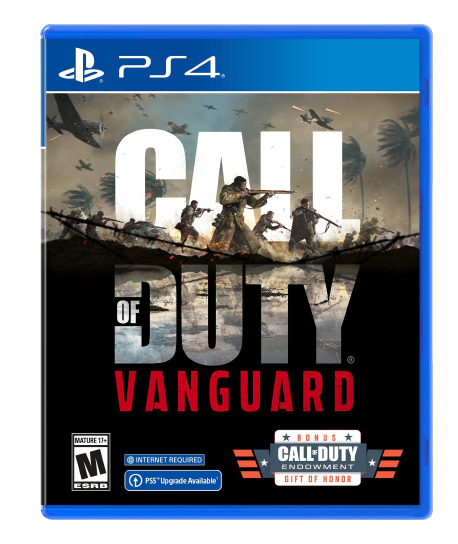 PS4
CALL
OF DUTY®
VANGUARD
MATURE 17+
M
ESRB
INTERNET REQUIRED
PS5™ Upgrade Available¹
BONUS
CALL OF DUTY
ENDOWMENT
GIFT OF HONOR